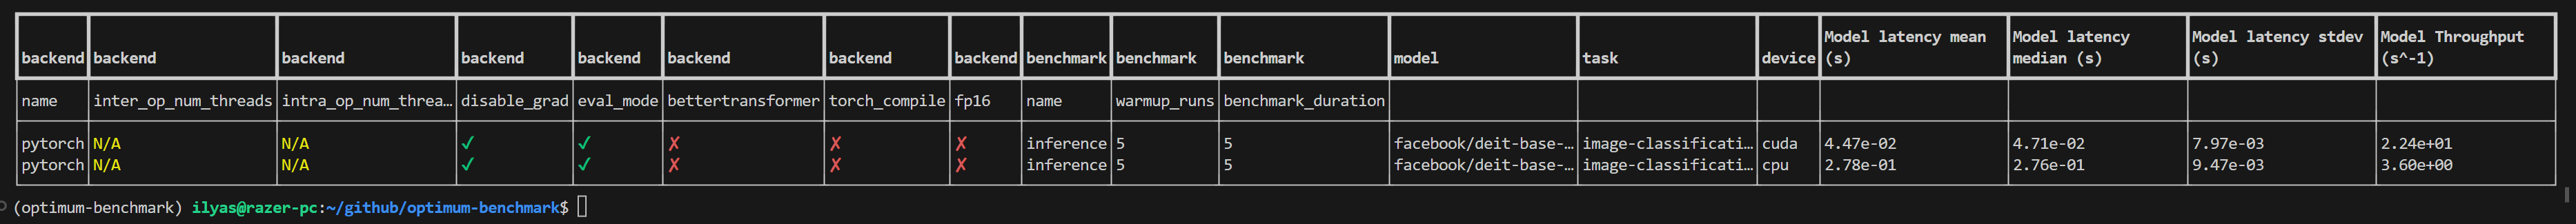 Model latency mean Model latency Model latency stdev Model Throughput
backend backend backend backend backend backend backend backend benchmark benchmark benchmark model task device (s) median (s) (s) (s^-1)
name inter_op_num_threads intra_op_num_threa… disable_grad eval_mode bettertransformer torch_compile fp16 name warmup_runs benchmark_duration
pytorch N/A N/A ✓ ✓ ✗ ✗ ✗ inference 5 5 facebook/deit-base-… image-classificati… cuda 4.47e-02 4.71e-02 7.97e-03 2.24e+01
pytorch N/A N/A ✓ ✓ ✗ ✗ ✗ inference 5 5 facebook/deit-base-… image-classificati… cpu 2.78e-01 2.76e-01 9.47e-03 3.60e+00
(optimum-benchmark) ilyas@razer-pc:~/github/optimum-benchmark$